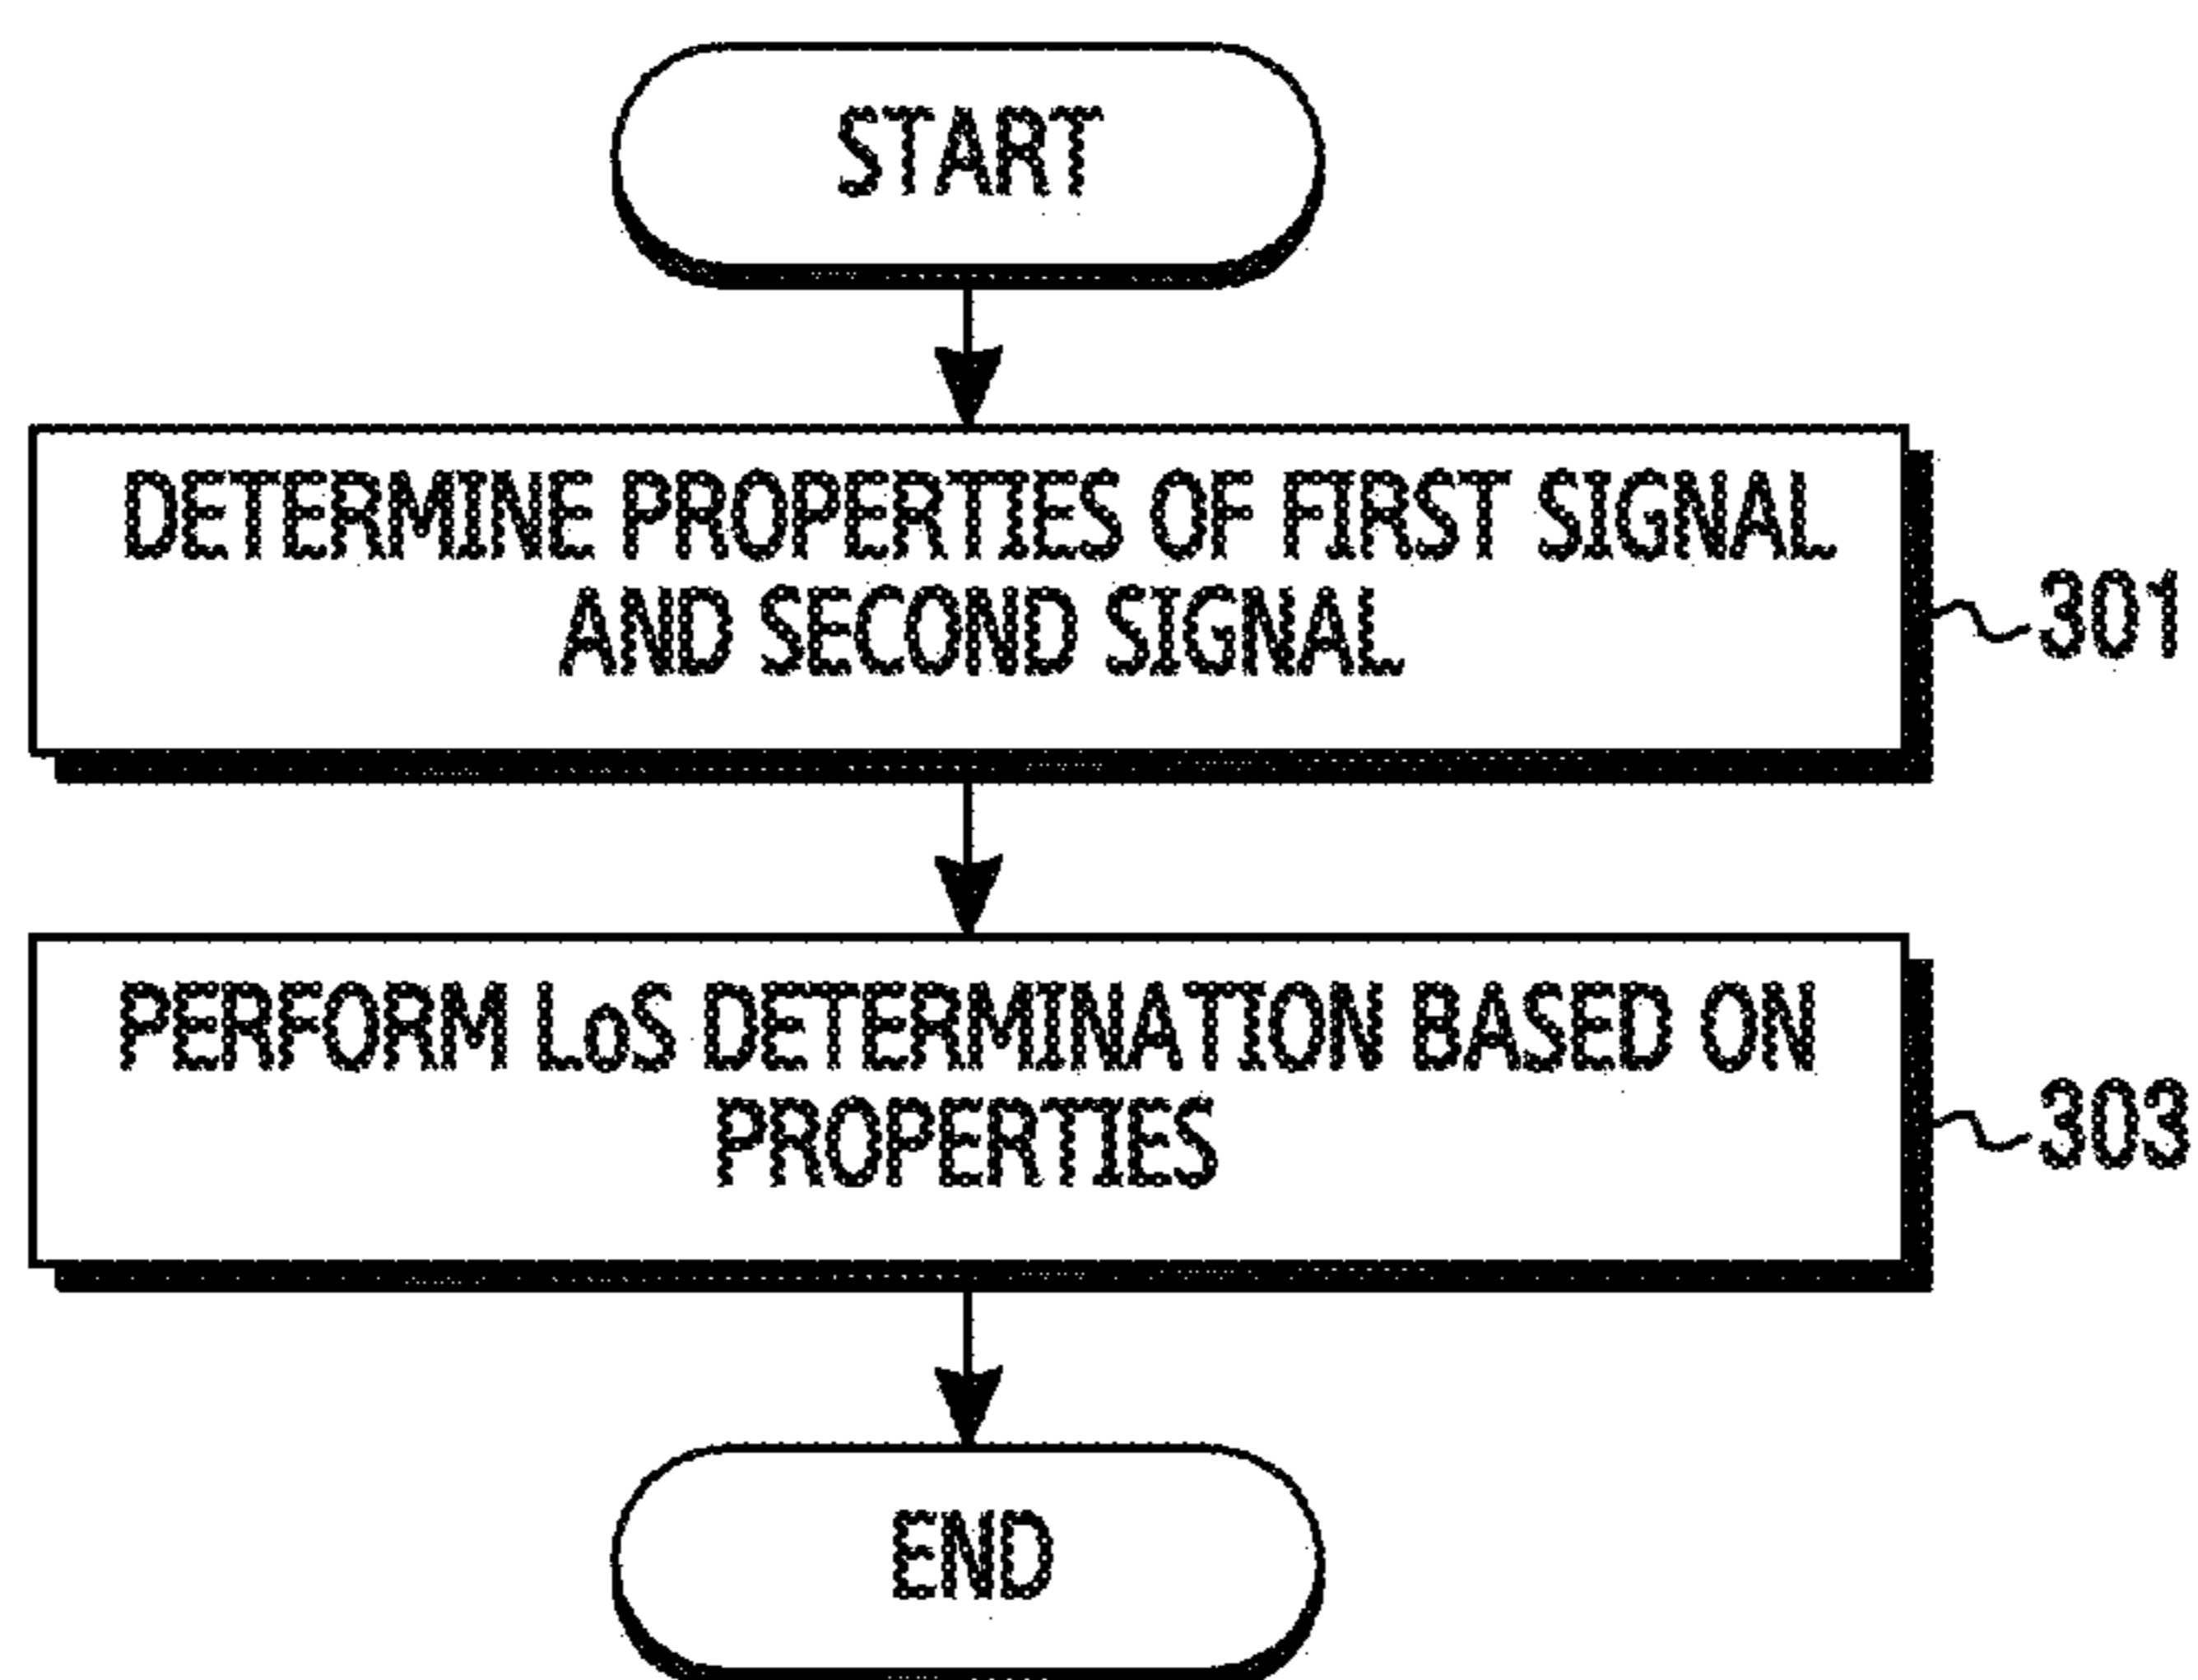 START
DETERMINE PROPERTIES OF FIRST SIGNAL
AND SECOND SIGNAL
301
PERFORM LoS DETERMINATION BASED ON
PROPERTIES
303
END